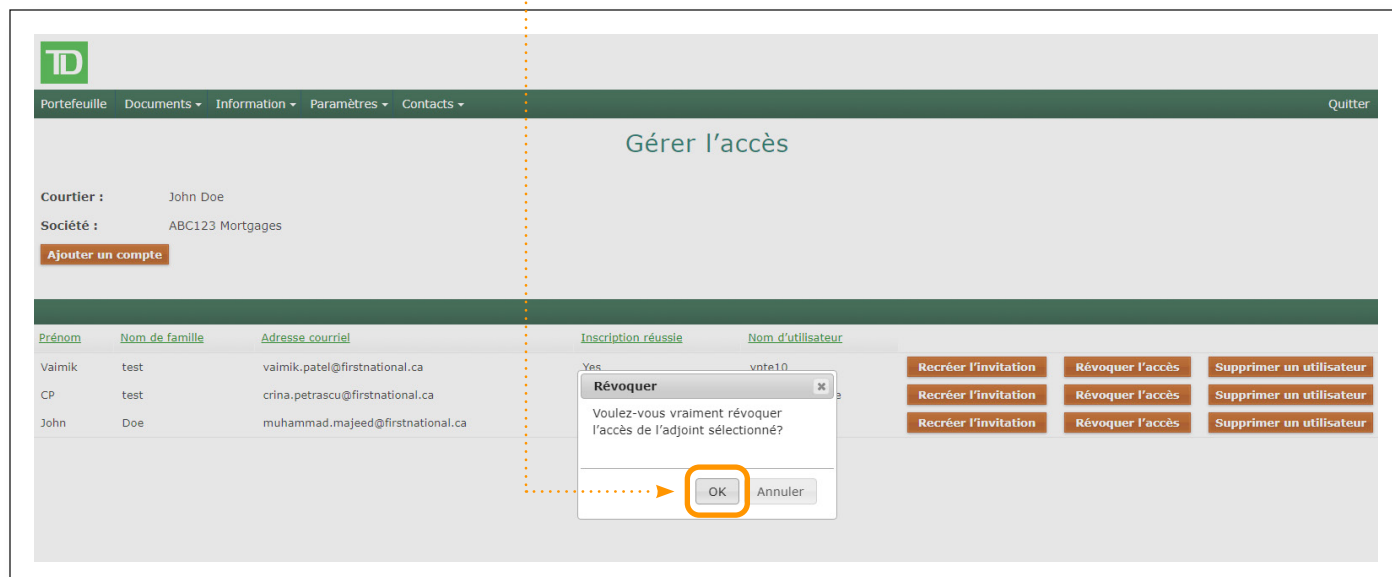 TD
Portefeuille Documents Information Paramètres Contacts Quitter
Gérer l'accès
Courtier : John Doe
Société : ABC123 Mortgages
Ajouter un compte
Prénom Nom de famille Adresse courriel Inscription réussie Nom d'utilisateur
Vaimik test vaimik.patel@firstnational.ca Yes vpte10 Recréer l'invitation Révoquer l'accès Supprimer un utilisateur
CP test crina.petrascu@firstnational.ca Recréer l'invitation Révoquer l'accès Supprimer un utilisateur
John Doe muhammad.majeed@firstnational.ca Recréer l'invitation Révoquer l'accès Supprimer un utilisateur
Révoquer
Voulez-vous vraiment révoquer
l'accès de l'adjoint sélectionné?
OK Annuler